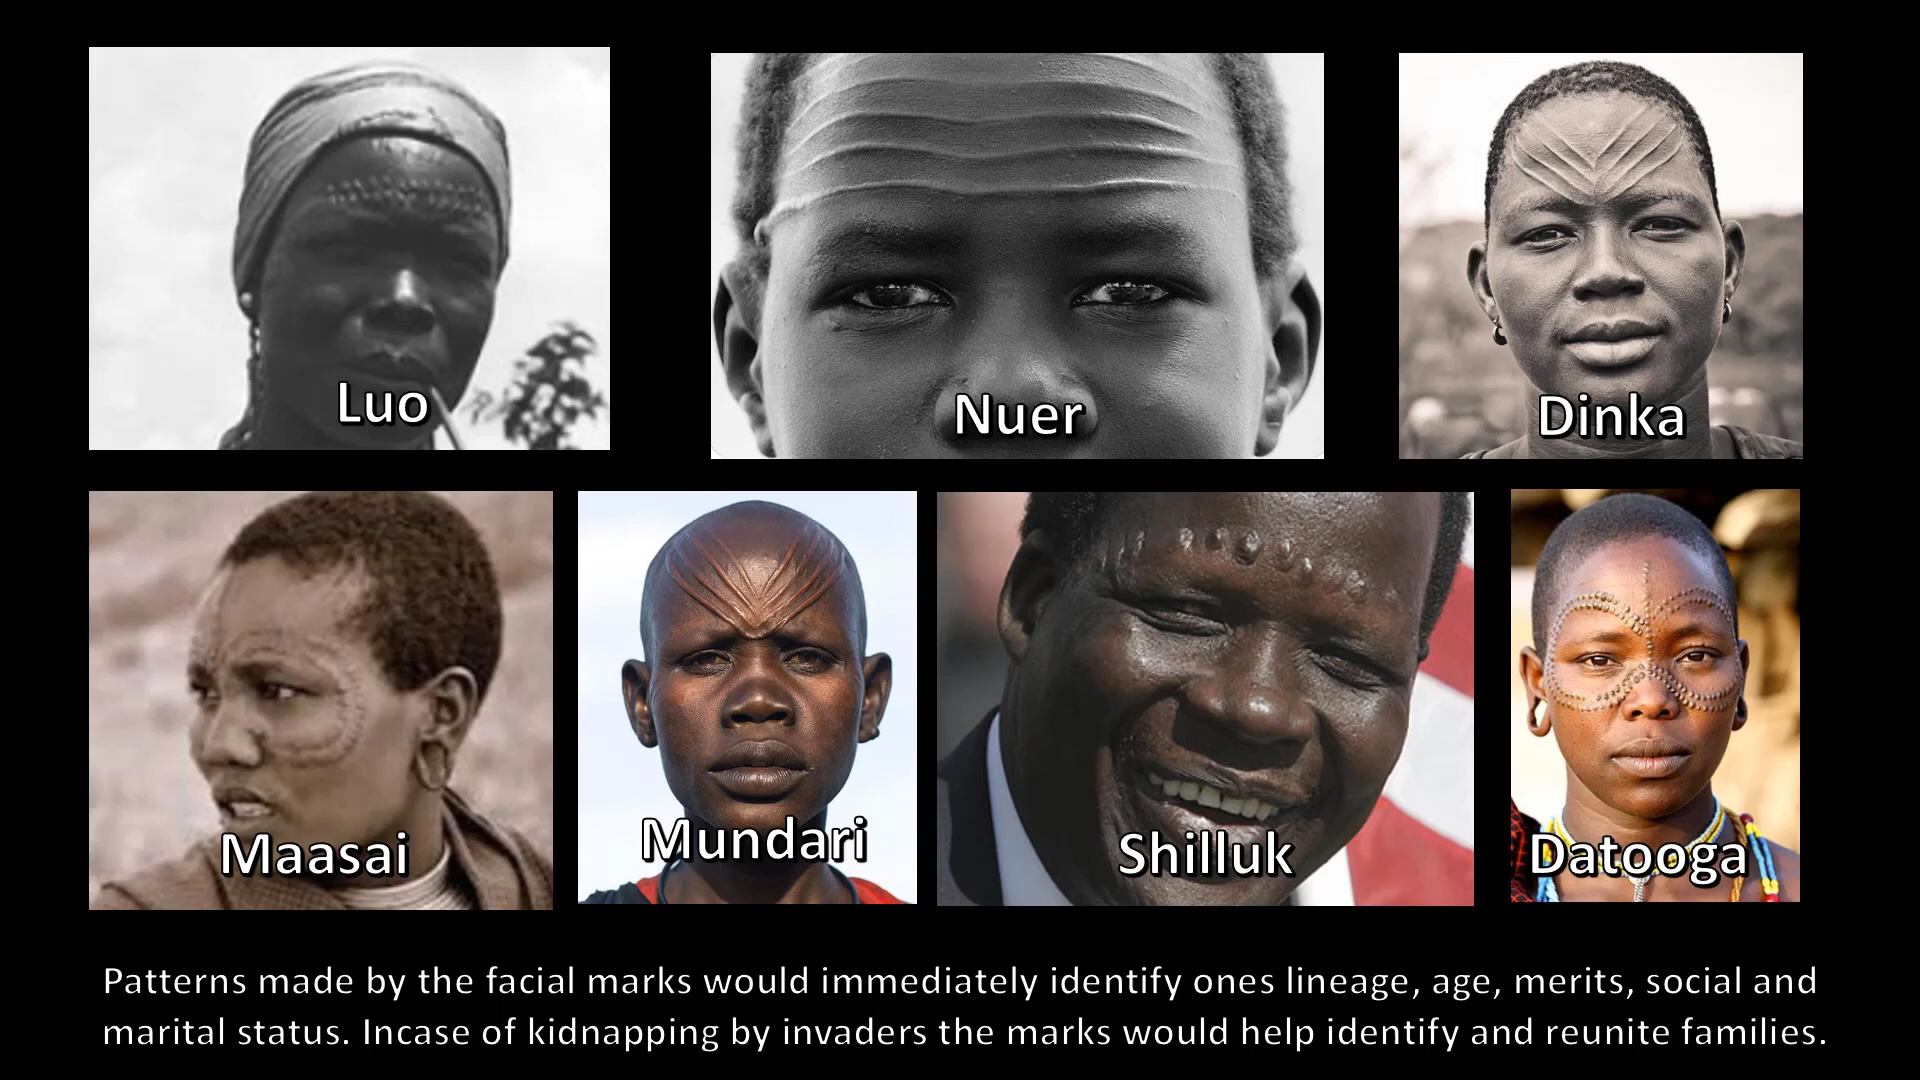 Luo
Nuer
Dinka
Maasai
Mundari
Shilluk
Datooga
Patterns made by the facial marks would immediately identify ones lineage, age, merits, social and
marital status. Incase of kidnapping by invaders the marks would help identify and reunite families.